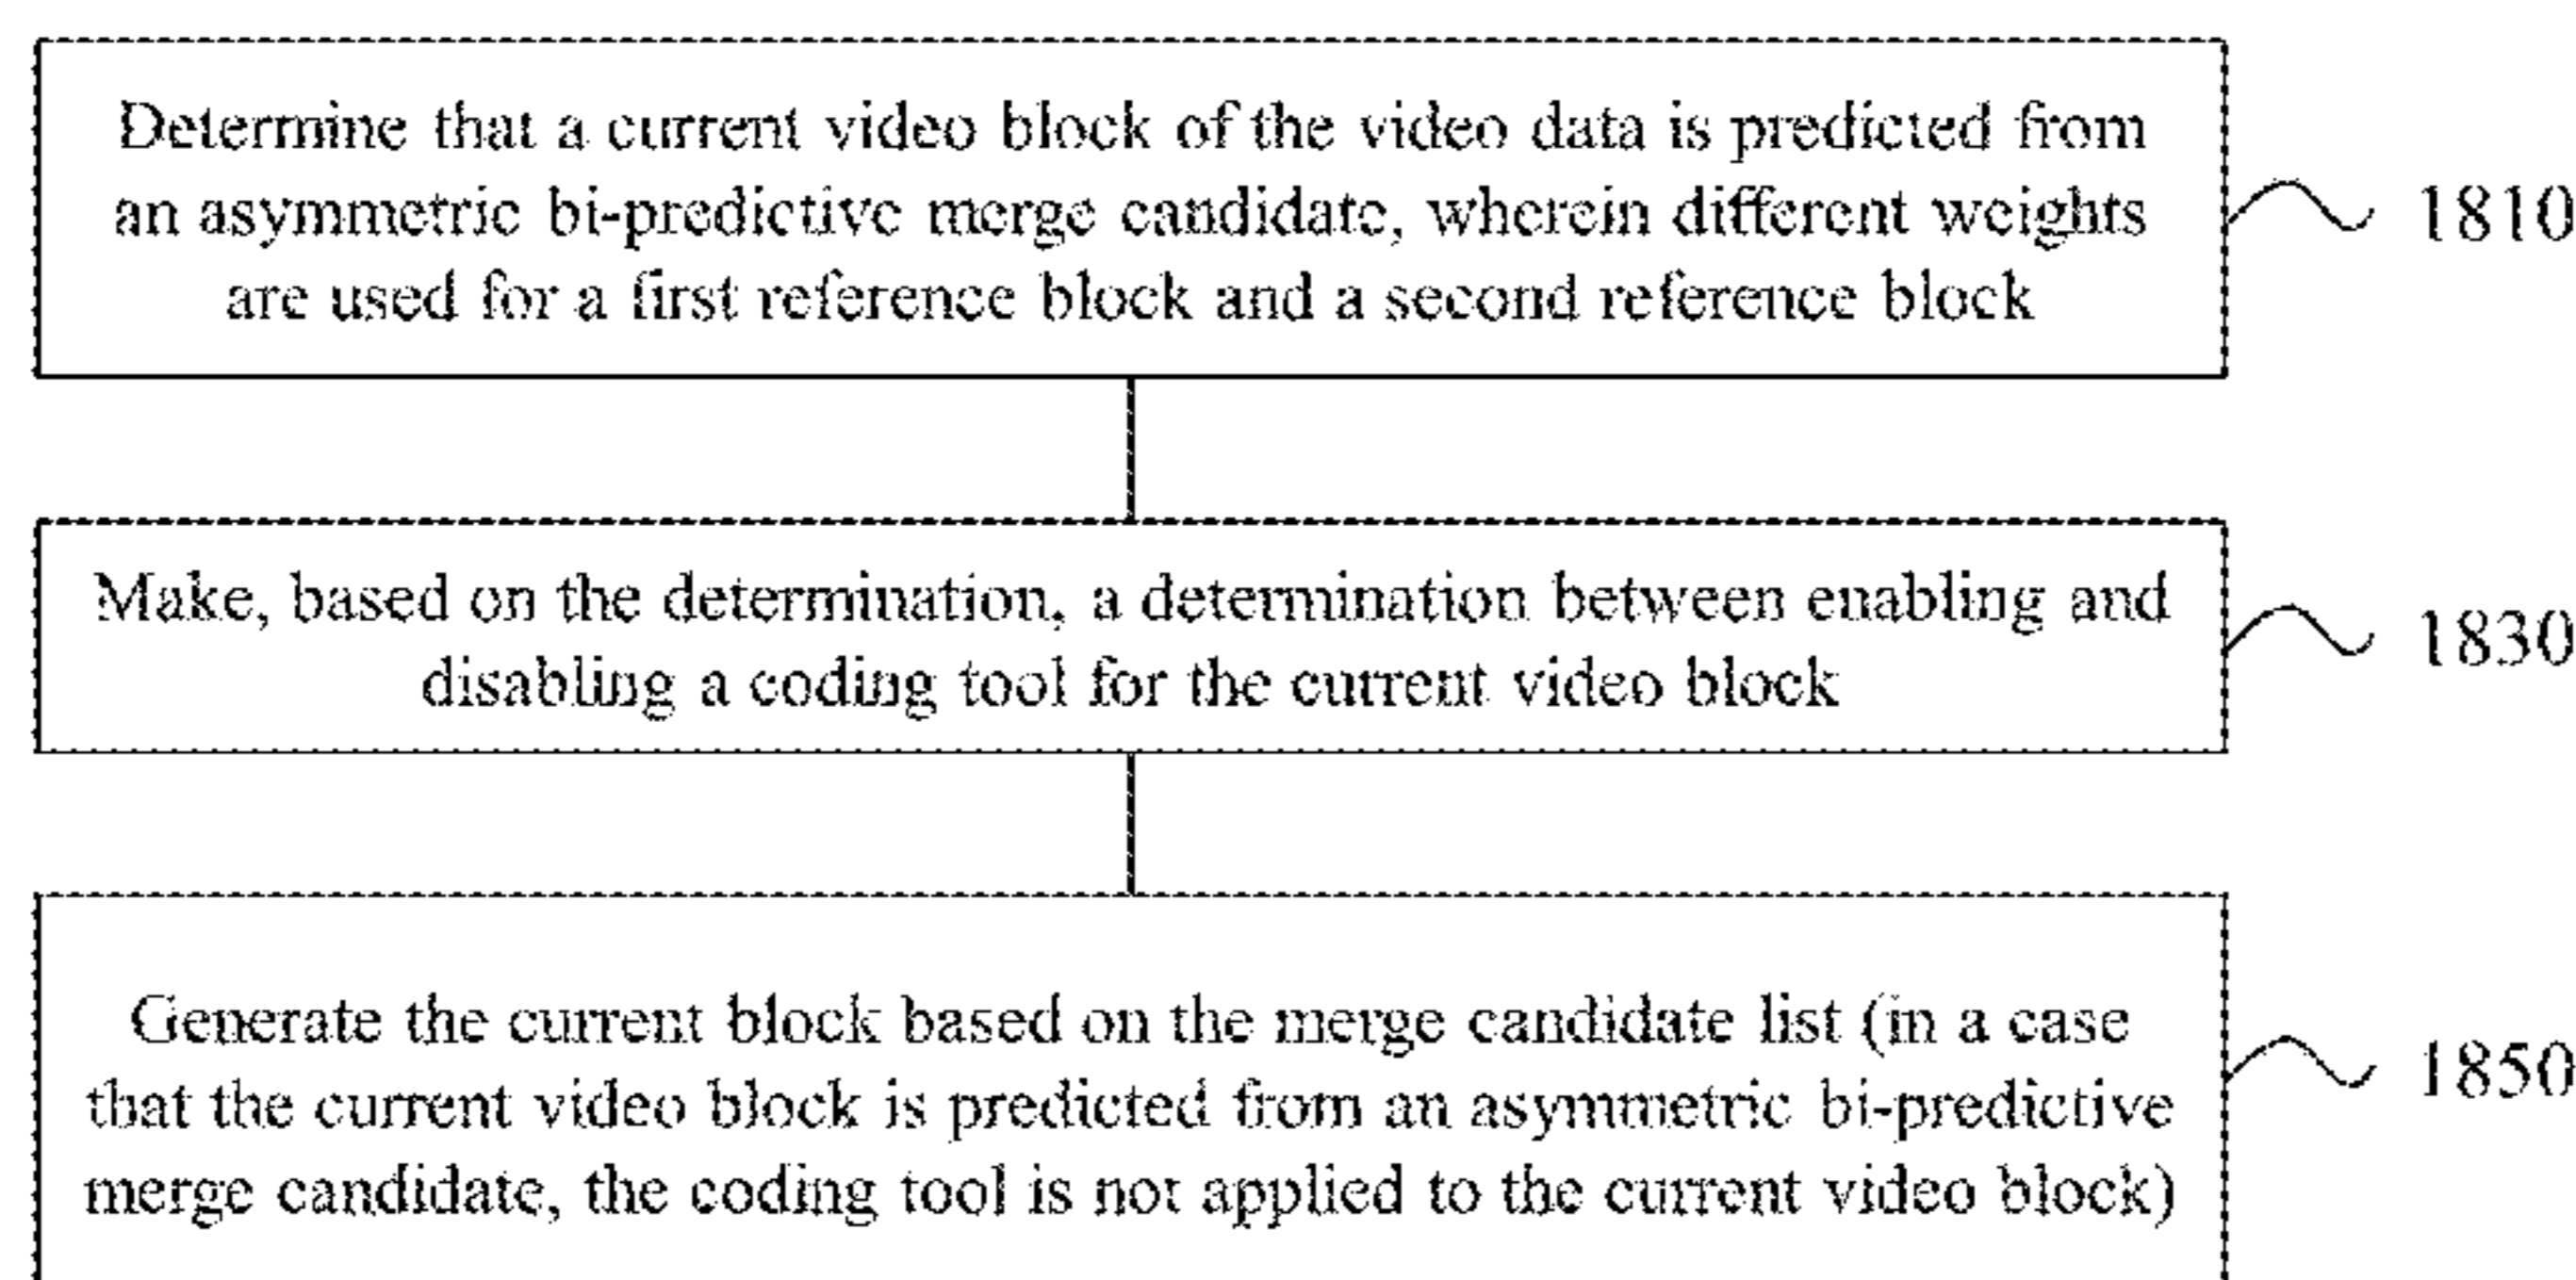 Determine that a current video block of the video data is predicted from
an asymmetric bi-predictive merge candidate, wherein different weights
are used for a first reference block and a second reference block
1810
Make, based on the determination, a determination between enabling and
disabling a coding tool for the current video block
1830
Generate the current block based on the merge candidate list (in a case
that the current video block is predicted from an asymmetric bi-predictive
merge candidate, the coding tool is not applied to the current video block)
1850